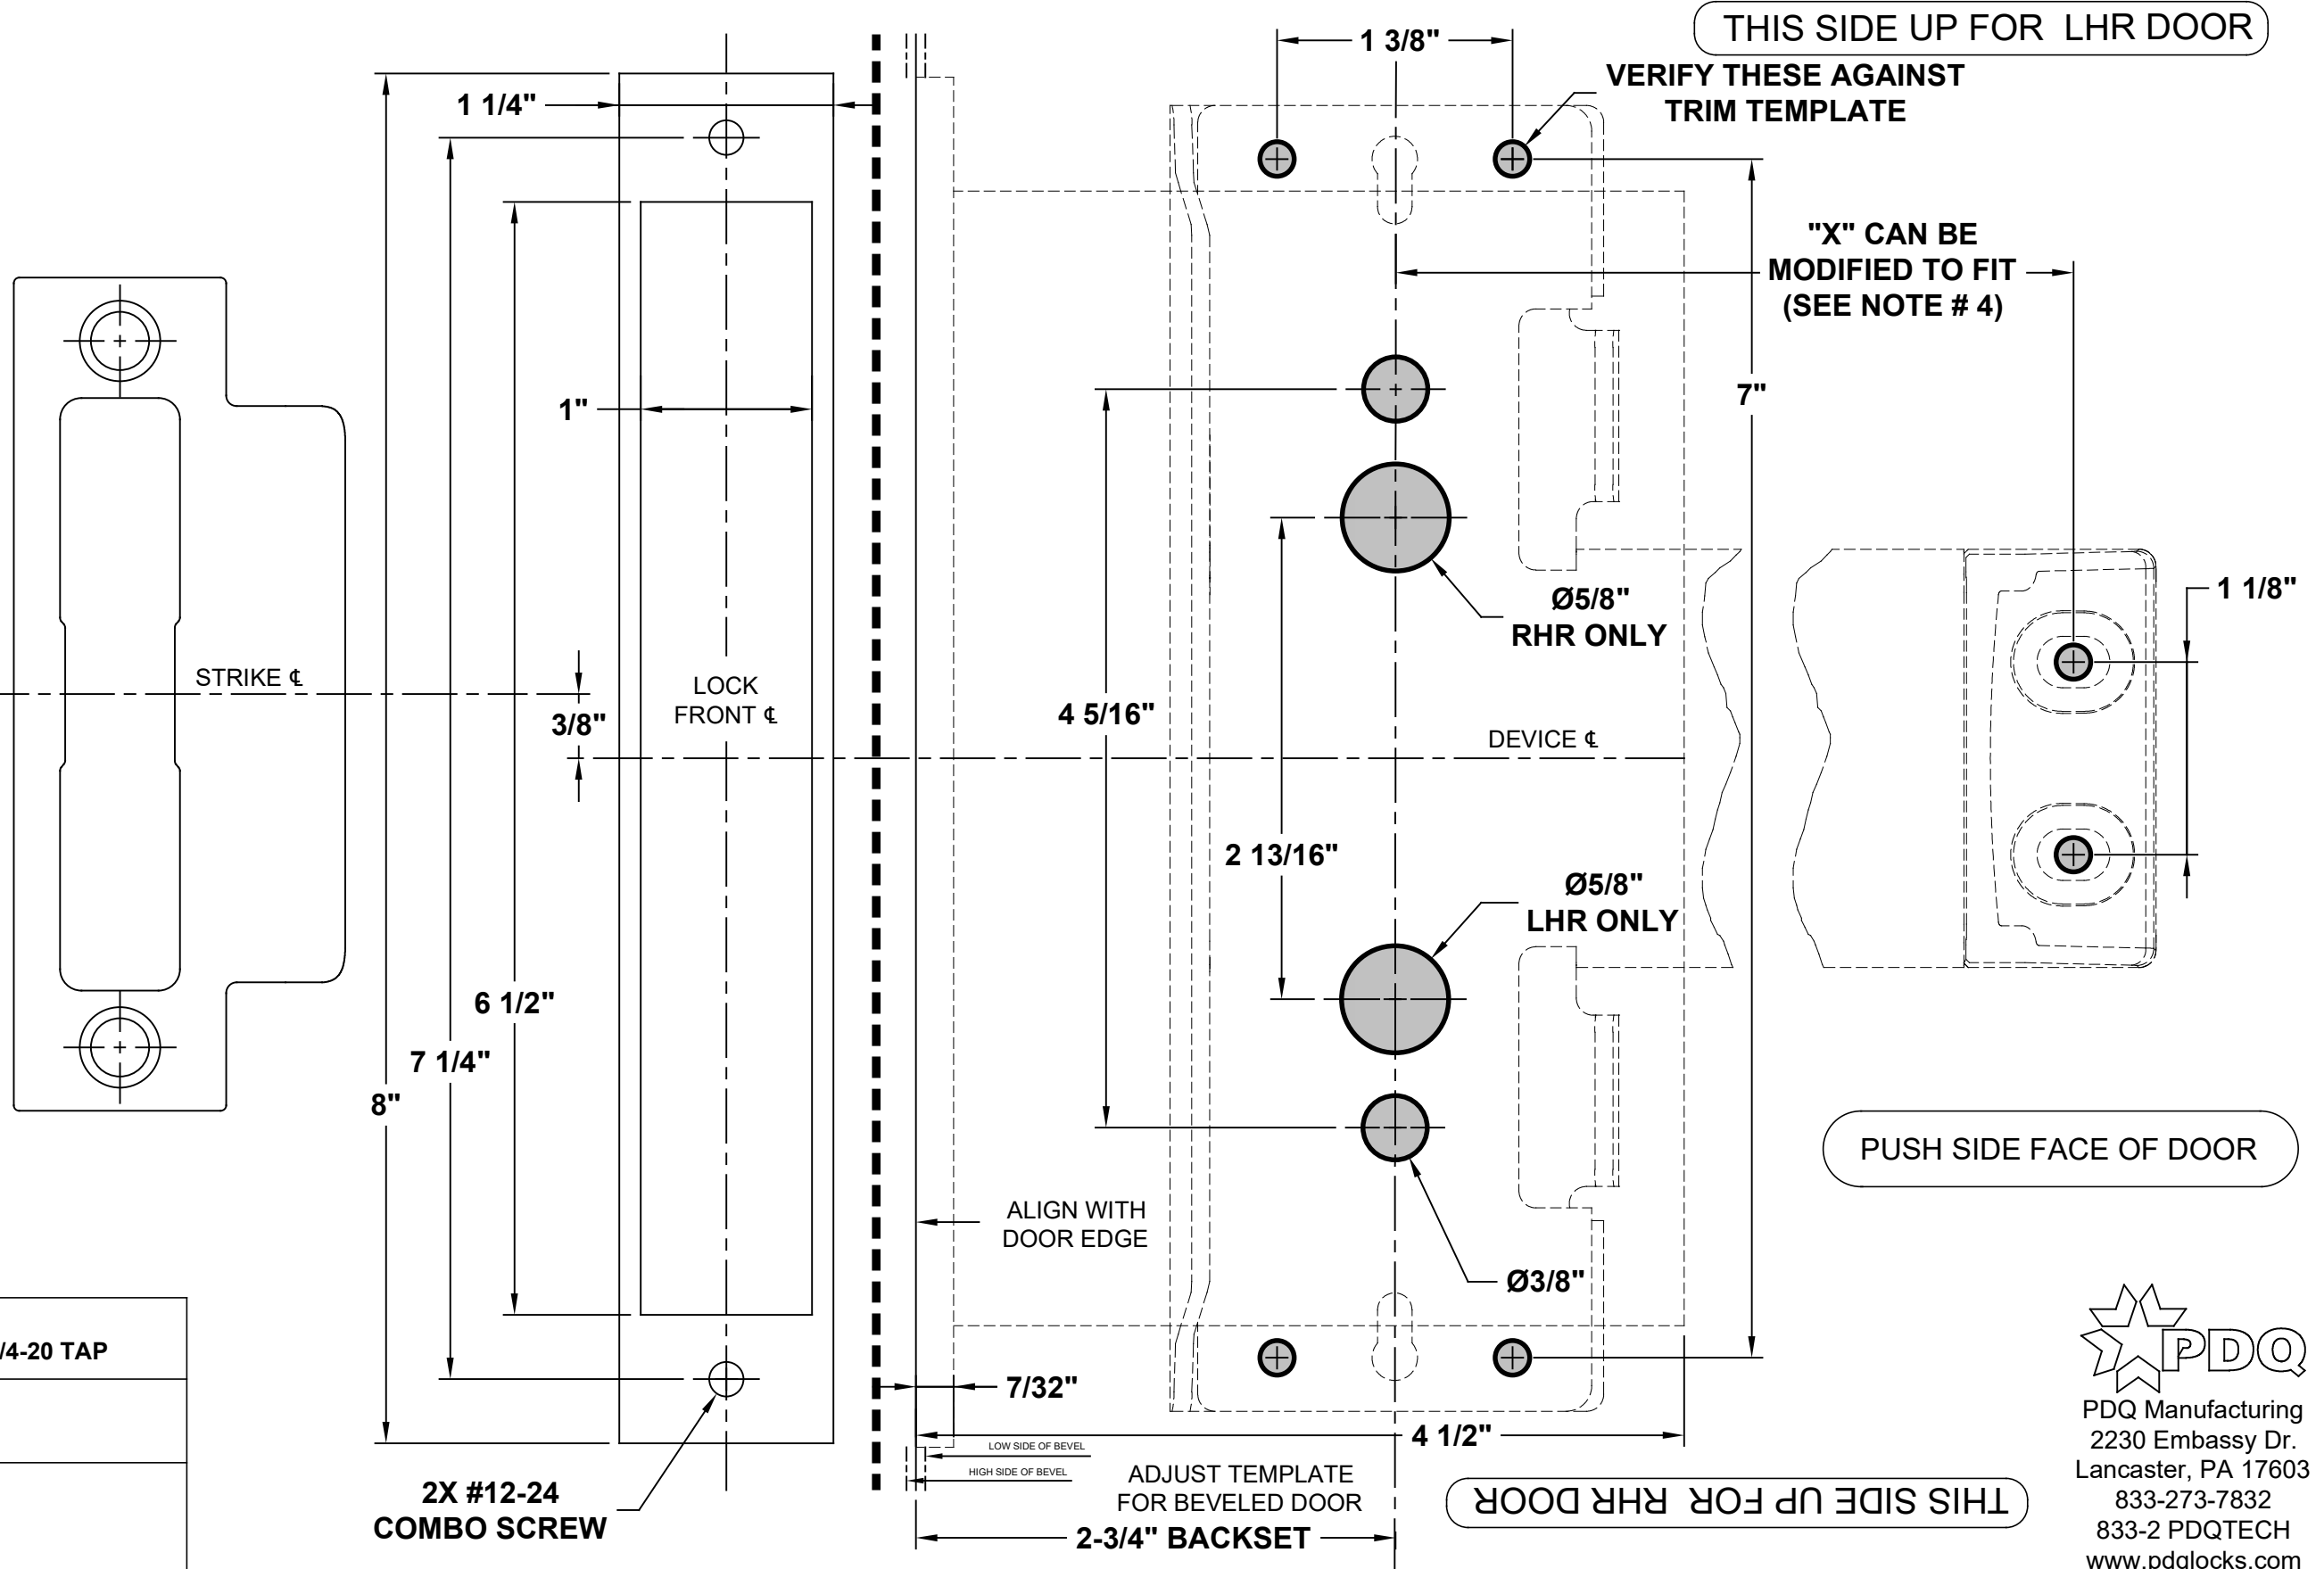 THIS SIDE UP FOR LHR DOOR
1 3/8"
VERIFY THESE AGAINST
TRIM TEMPLATE
1 1/4"
"X" CAN BE
MODIFIED TO FIT
(SEE NOTE # 4)
7"
1"
Ø5/8"
RHR ONLY
1 1/8"
STRIKE ℄
LOCK
FRONT ℄
3/8"
4 5/16"
DEVICE ℄
2 13/16"
Ø5/8"
LHR ONLY
6 1/2"
7 1/4"
8"
PUSH SIDE FACE OF DOOR
ALIGN WITH
DOOR EDGE
Ø3/8"
/4-20 TAP
7/32"
4 1/2"
LOW SIDE OF BEVEL
HIGH SIDE OF BEVEL
ADJUST TEMPLATE
FOR BEVELED DOOR
2X #12-24
COMBO SCREW
2-3/4" BACKSET
THIS SIDE UP FOR RHR DOOR
PDQ
PDQ Manufacturing
2230 Embassy Dr.
Lancaster, PA 17603
833-273-7832
833-2 PDQTECH
www.pdqlocks.com